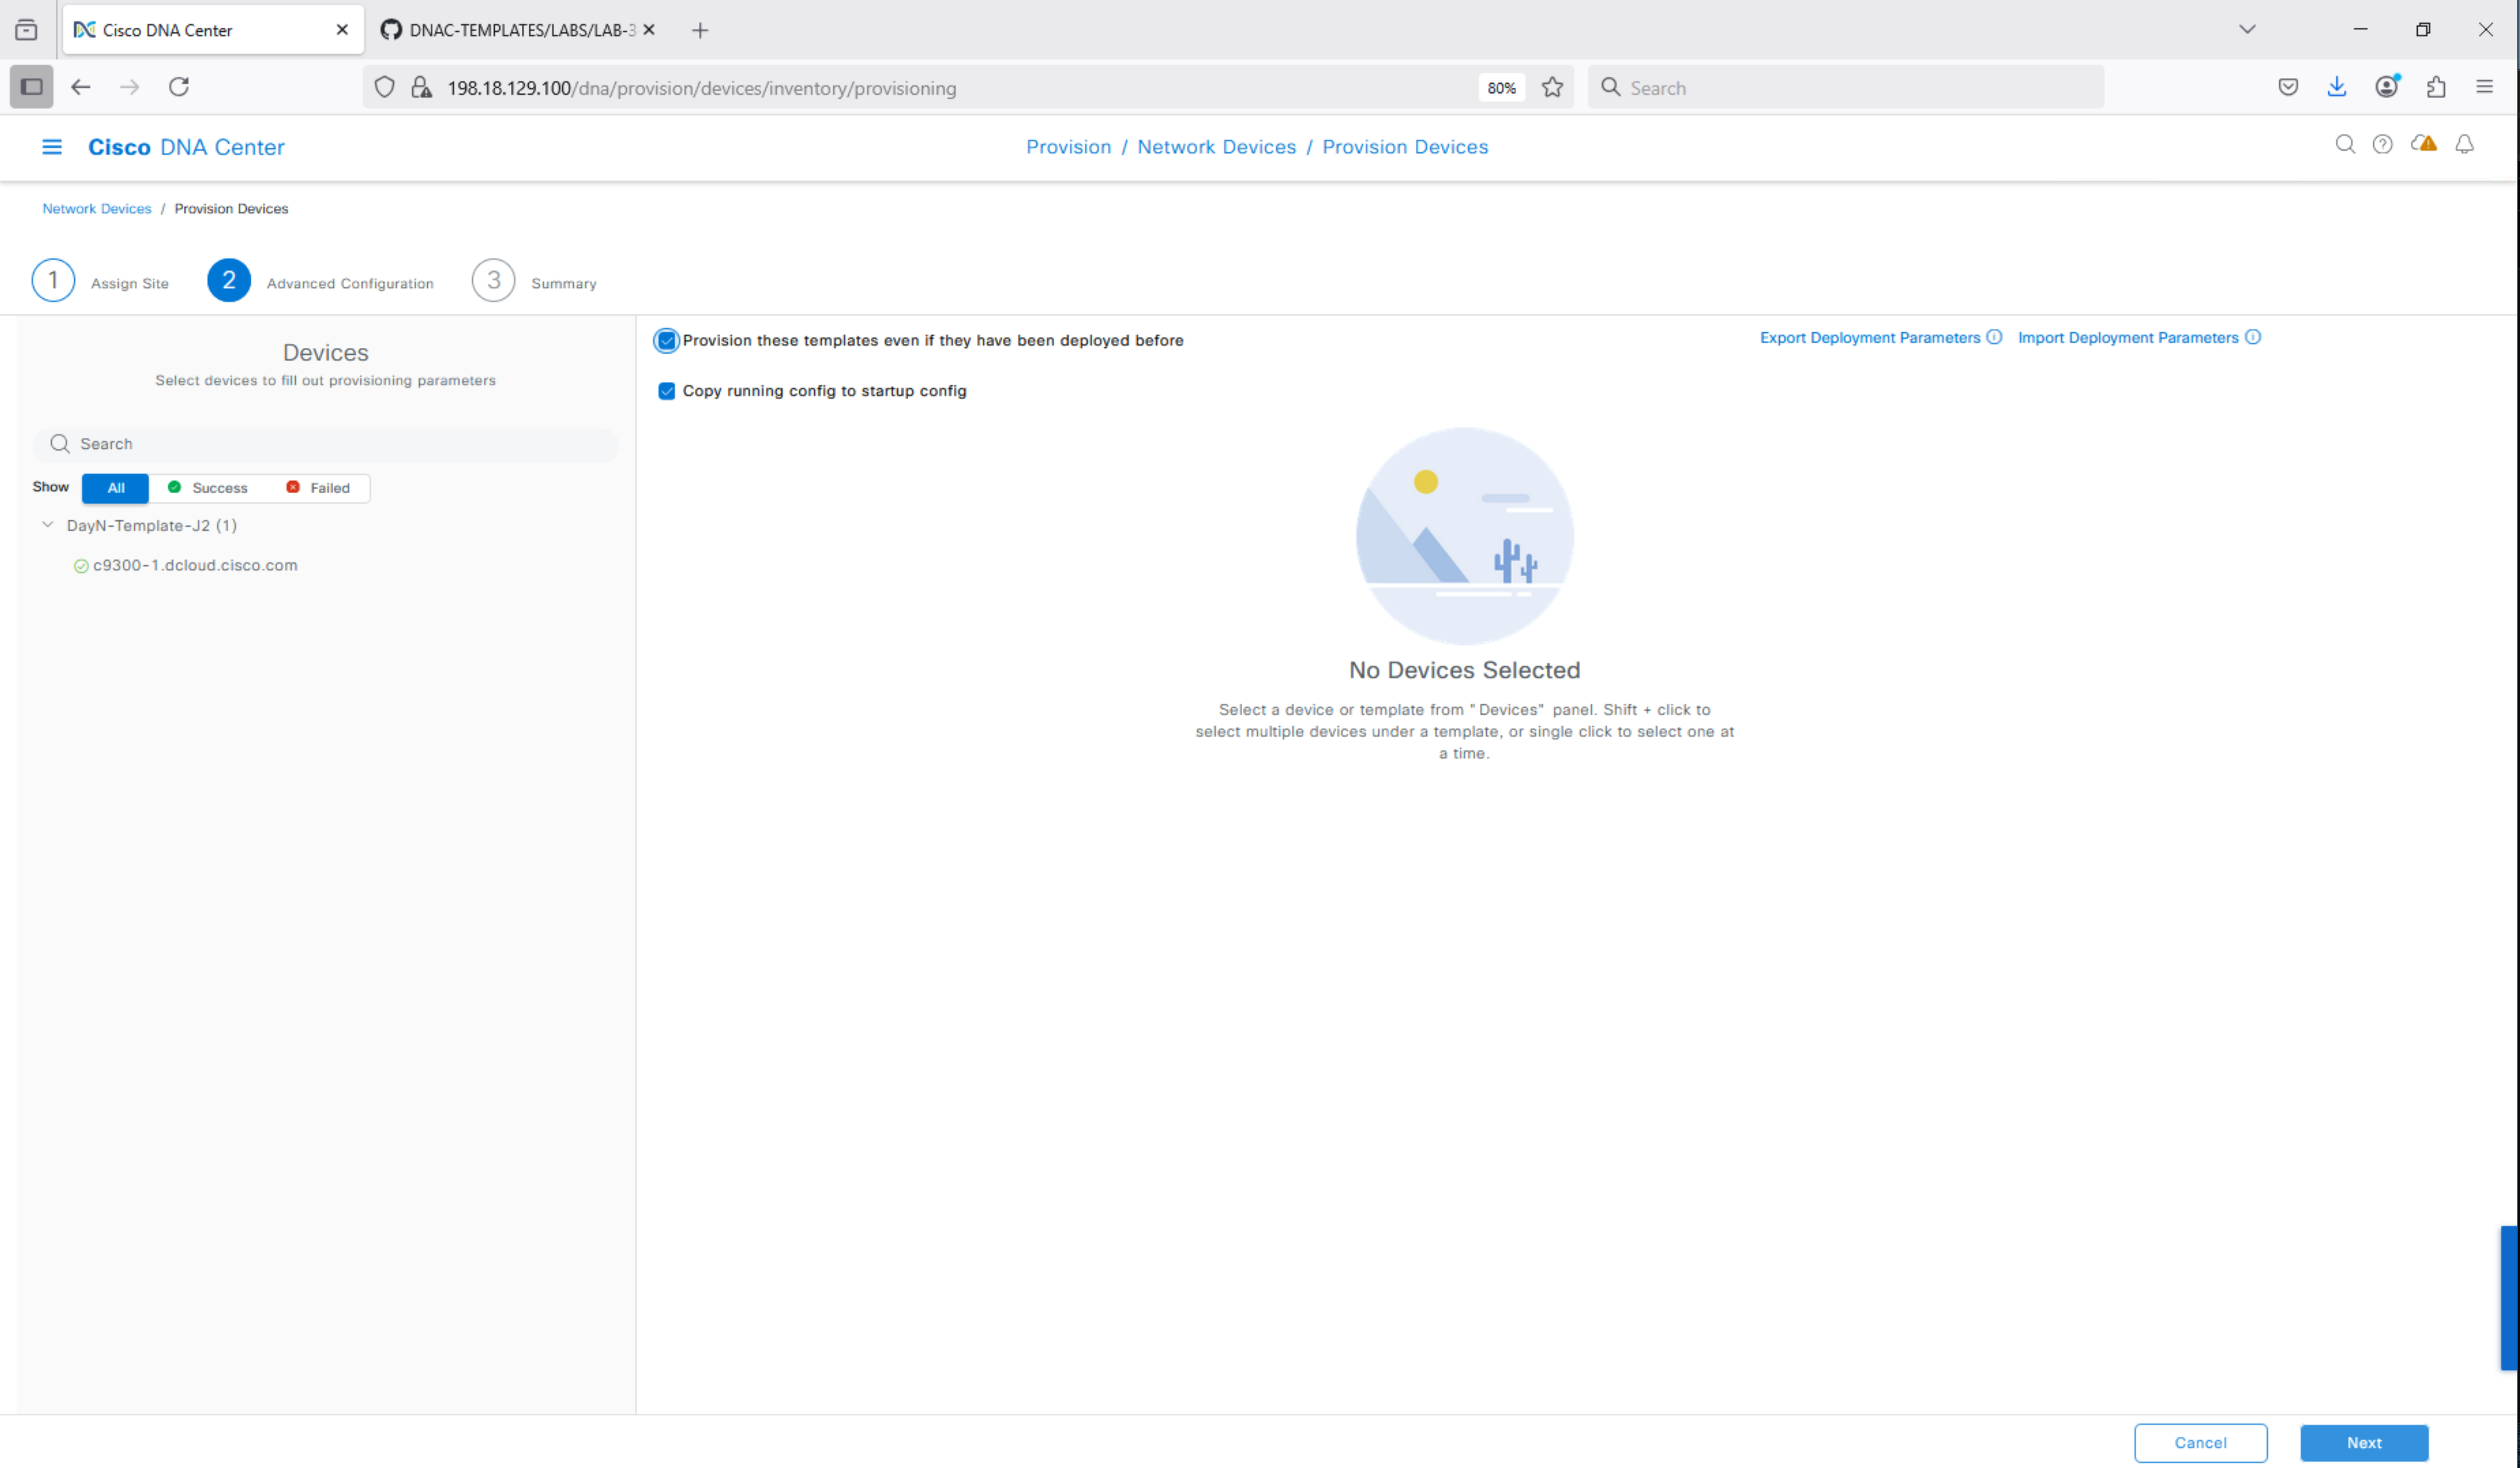 Cisco DNA Center
DNAC-TEMPLATES/LABS/LAB-3
198.18.129.100/dna/provision/devices/inventory/provisioning
80%
Search
Cisco DNA Center
Provision / Network Devices / Provision Devices
Network Devices / Provision Devices
1 Assign Site
2 Advanced Configuration
3 Summary
Devices
Select devices to fill out provisioning parameters
Search
Show All Success Failed
DayN-Template-J2 (1)
c9300-1.dcloud.cisco.com
Provision these templates even if they have been deployed before
Export Deployment Parameters
Import Deployment Parameters
Copy running config to startup config
No Devices Selected
Select a device or template from "Devices" panel. Shift + click to
select multiple devices under a template, or single click to select one at
a time.
Cancel
Next